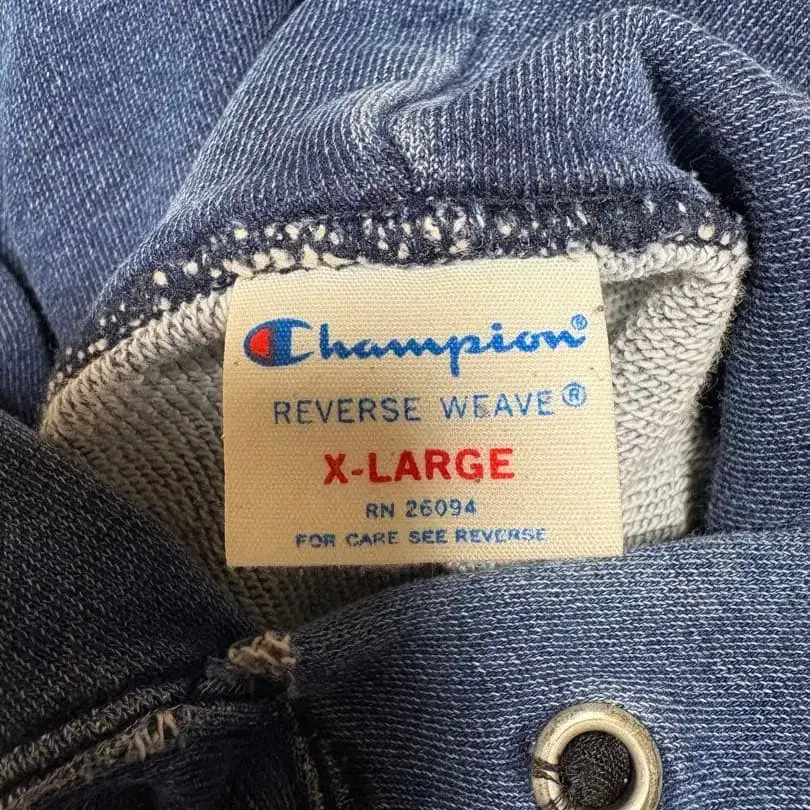 Champion®
REVERSE WEAVE®
X-LARGE
RN 26094
FOR CARE SEE REVERSE